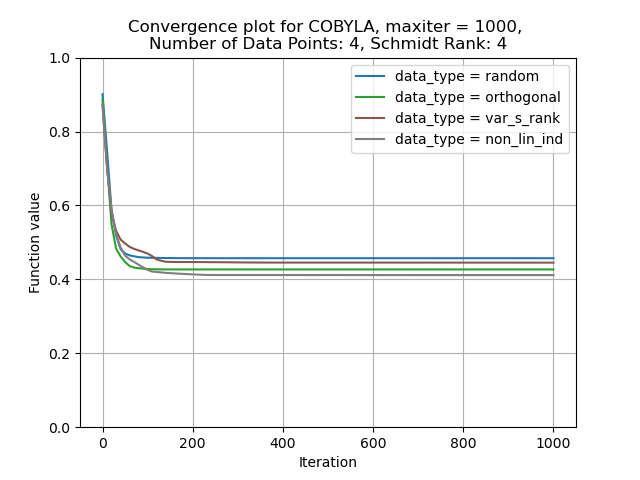 Convergence plot for COBYLA, maxiter = 1000,
Number of Data Points: 4, Schmidt Rank: 4
data_type = random
data_type = orthogonal
data_type = var_s_rank
data_type = non_lin_ind
Function value
1.0
0.8
0.6
0.4
0.2
0.0
0 200 400 600 800 1000
Iteration